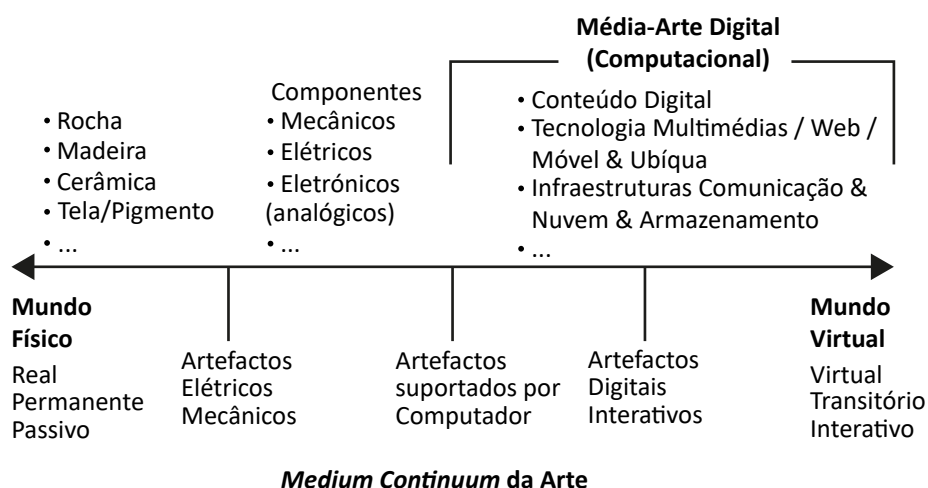 Média-Arte Digital
(Computacional)
• Rocha
• Madeira
• Cerâmica
• Tela/Pigmento
• ...
Componentes
• Mecânicos
• Elétricos
• Eletrónicos
(analógicos)
• ...
• Conteúdo Digital
• Tecnologia Multimédias / Web /
Móvel & Ubíqua
• Infraestruturas Comunicação &
Nuvem & Armazenamento
• ...
Mundo
Físico
Real
Permanente
Passivo
Artefactos
Elétricos
Mecânicos
Artefactos
suportados por
Computador
Artefactos
Digitais
Interativos
Mundo
Virtual
Virtual
Transitório
Interativo
Medium Continuum da Arte